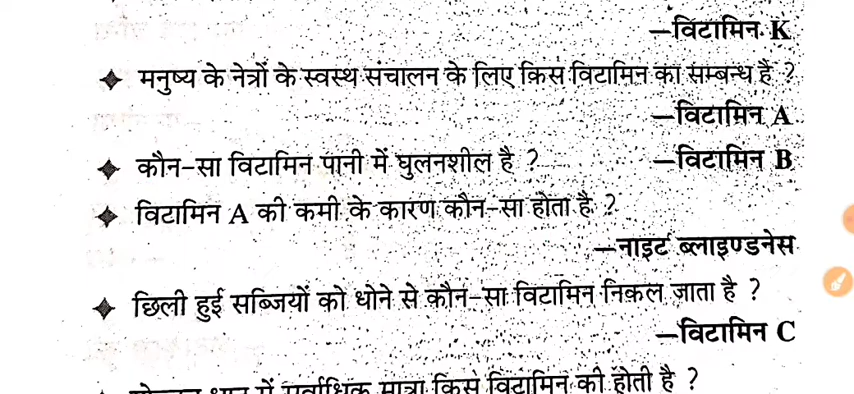 —विटामिन K
मनुष्य के नेत्रों के स्वस्थ संचालन के लिए किस विटामिन का सम्बन्ध है ?
—विटामिन A
कौन-सा विटामिन पानी में घुलनशील है ? —विटामिन B
विटामिन A की कमी के कारण कौन-सा होता है ?
—नाइट ब्लाइण्डनेस
छिली हुई सब्जियों को धोने से कौन-सा विटामिन निकल जाता है ?
—विटामिन C
में सर्वाधिक मात्रा किस विटामिन की होती है ?